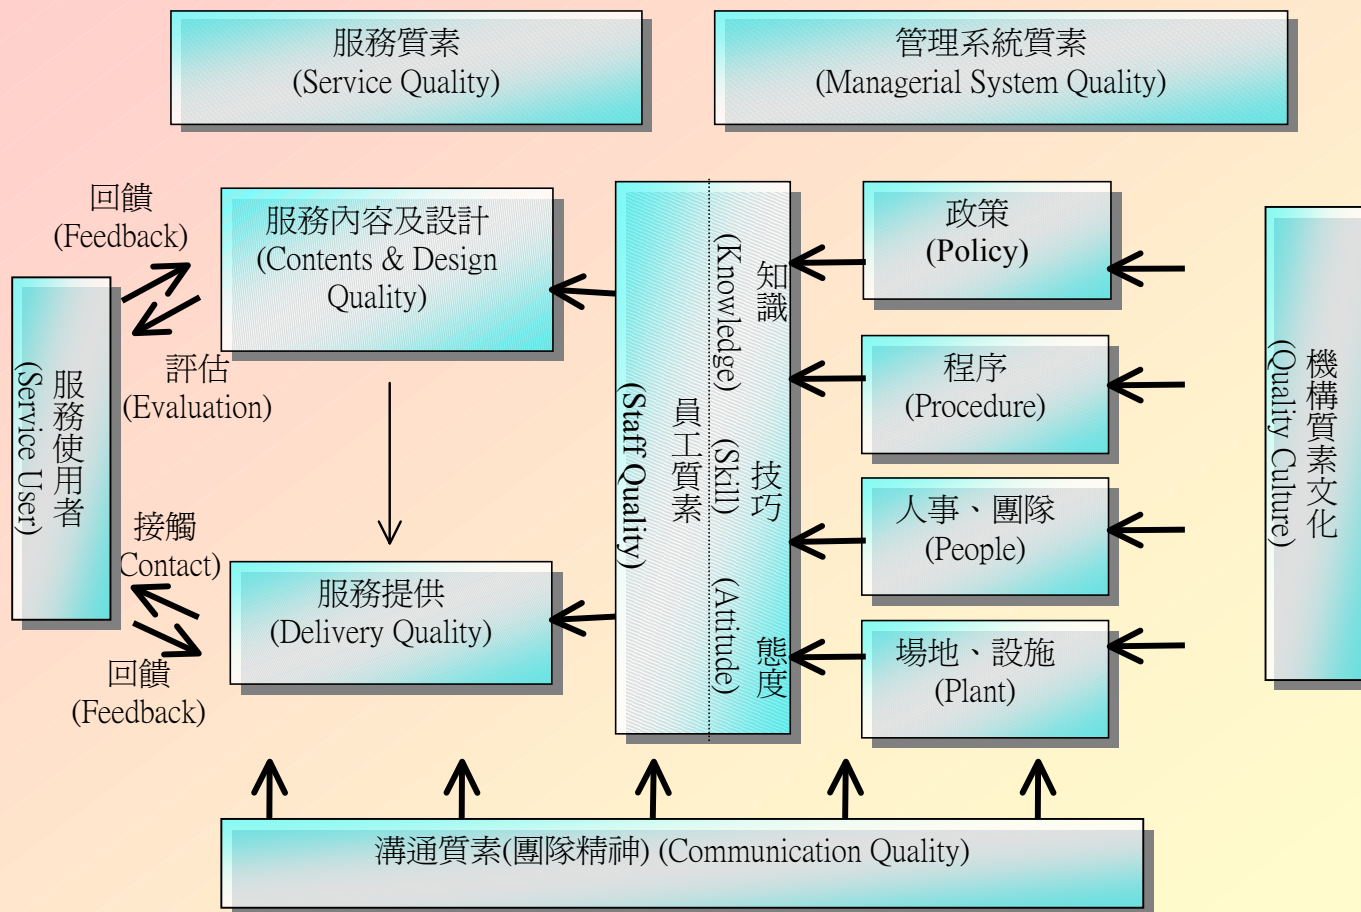 服務質素
(Service Quality)
管理系統質素
(Managerial System Quality)
回饋
(Feedback)
服務內容及設計
(Contents & Design
Quality)
評估
(Evaluation)
服務使用者
(Service User)
接觸
Contact)
服務提供
(Delivery Quality)
回饋
(Feedback)
員工質素
(Staff Quality)
知識
(Knowledge)
技巧
(Skill)
態度
(Attitude)
政策
(Policy)
程序
(Procedure)
人事、團隊
(People)
場地、設施
(Plant)
機構質素文化
(Quality Culture)
溝通質素(團隊精神) (Communication Quality)